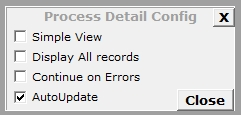 Process Detail Config X
Simple View
Display All records
Continue on Errors
AutoUpdate
Close